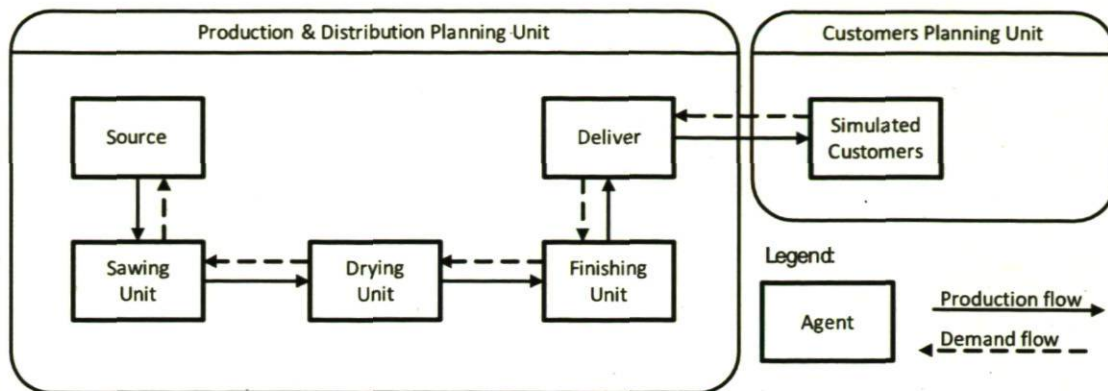 Production & Distribution Planning Unit
Customers Planning Unit
Source
Deliver
Simulated
Customers
Sawing
Unit
Drying
Unit
Finishing
Unit
Legend:
Agent
Production flow
Demand flow